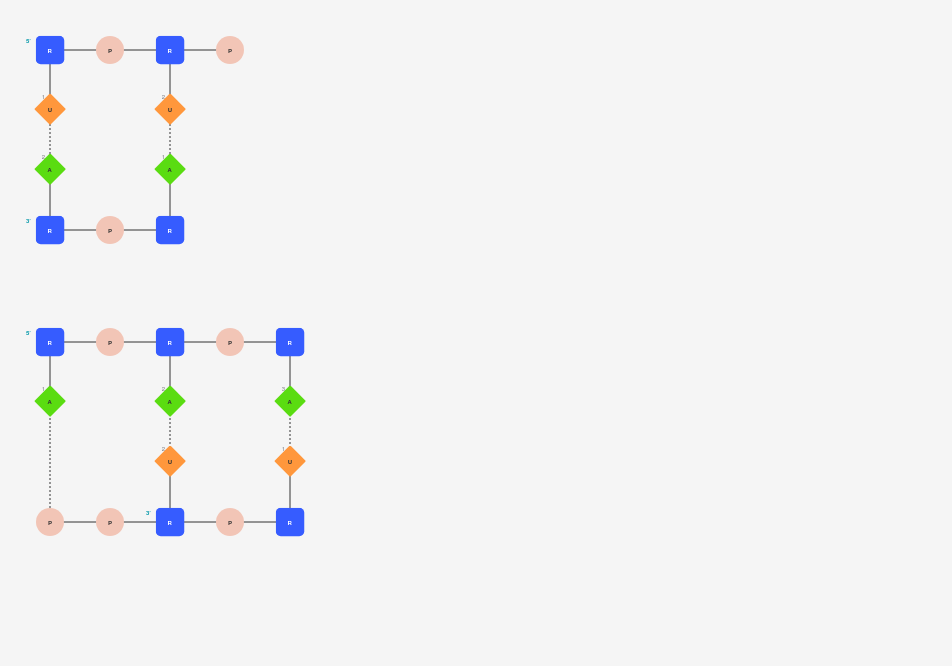 5'
R P R P
1 2
U U
2 1
A A
3'
R P R
5'
R P R P R
1 2 3
A A A
2 1
U U
3'
P P R P R